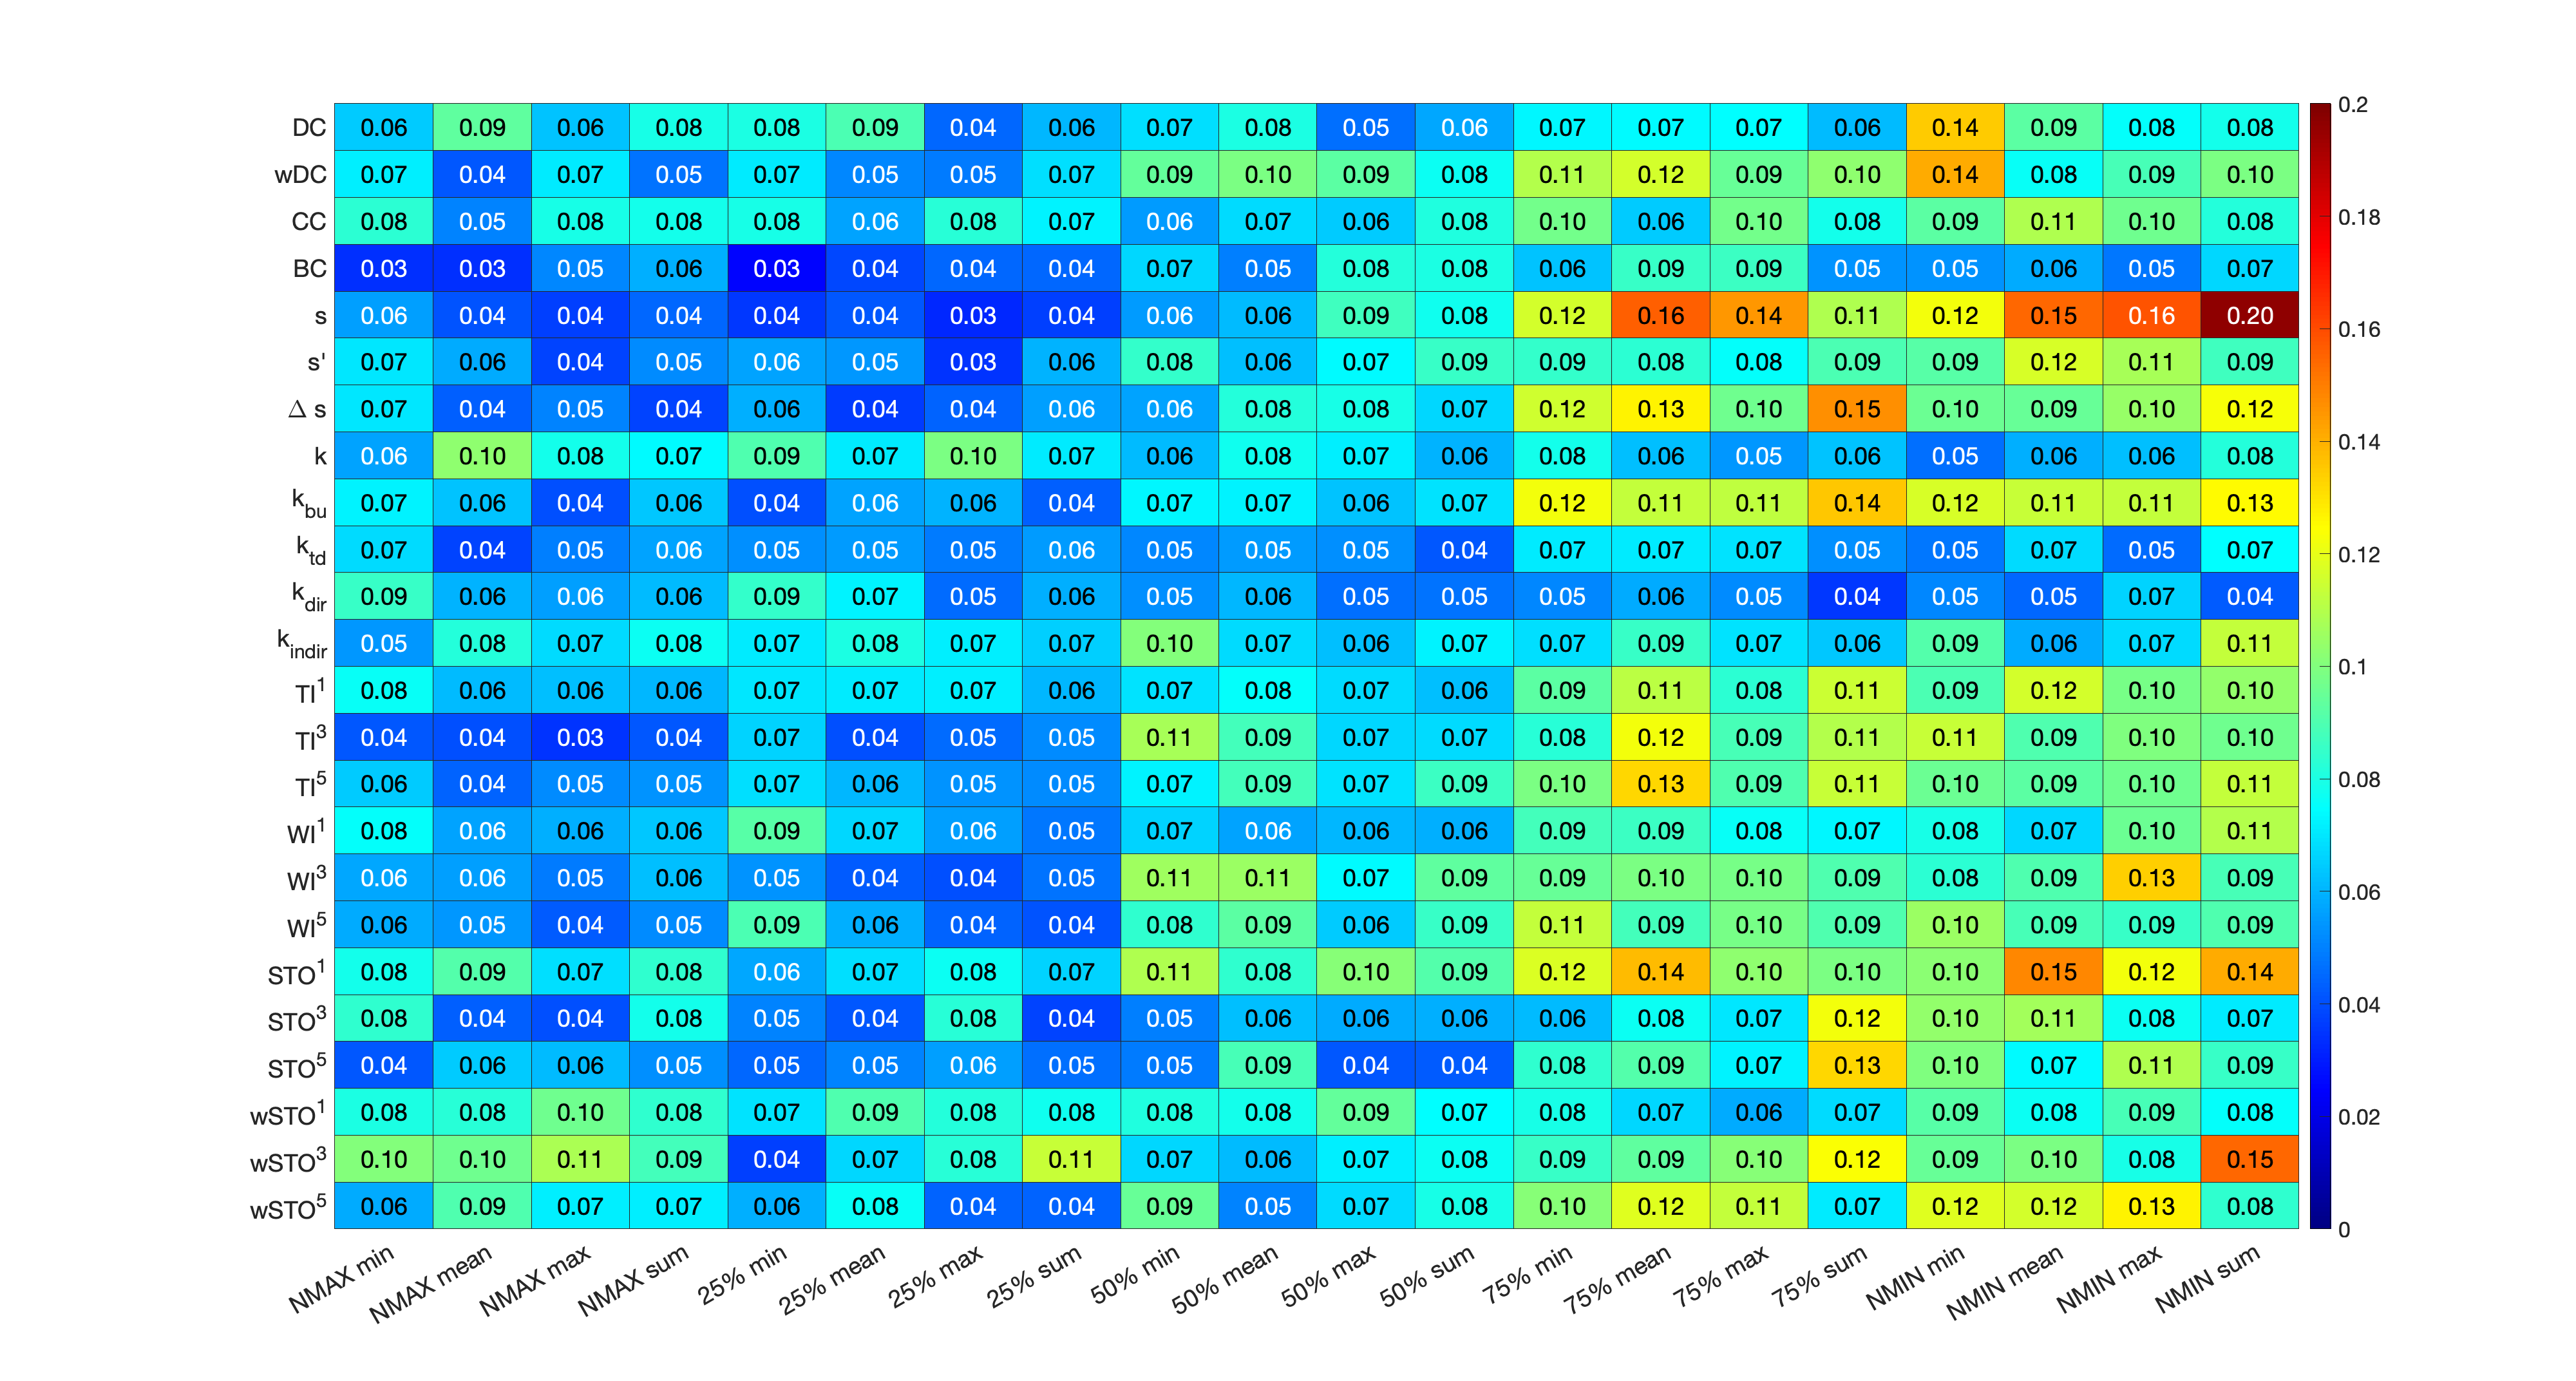 DC 0.06 0.09 0.06 0.08 0.08 0.09 0.04 0.06 0.07 0.08 0.05 0.06 0.07 0.07 0.07 0.06 0.14 0.09 0.08 0.08
wDC 0.07 0.04 0.07 0.05 0.07 0.05 0.05 0.07 0.09 0.10 0.09 0.08 0.11 0.12 0.09 0.10 0.14 0.08 0.09 0.10
CC 0.08 0.05 0.08 0.08 0.08 0.06 0.08 0.07 0.06 0.07 0.06 0.08 0.10 0.06 0.10 0.08 0.09 0.11 0.10 0.08
BC 0.03 0.03 0.05 0.06 0.03 0.04 0.04 0.04 0.07 0.05 0.08 0.08 0.06 0.09 0.09 0.05 0.05 0.06 0.05 0.07
s 0.06 0.04 0.04 0.04 0.04 0.04 0.03 0.04 0.06 0.06 0.09 0.08 0.12 0.16 0.14 0.11 0.12 0.15 0.16 0.20
s' 0.07 0.06 0.04 0.05 0.06 0.05 0.03 0.06 0.08 0.06 0.07 0.09 0.09 0.08 0.08 0.09 0.09 0.12 0.11 0.09
Δ s 0.07 0.04 0.05 0.04 0.06 0.04 0.04 0.06 0.06 0.08 0.08 0.07 0.12 0.13 0.10 0.15 0.10 0.09 0.10 0.12
k 0.06 0.10 0.08 0.07 0.09 0.07 0.10 0.07 0.06 0.08 0.07 0.06 0.08 0.06 0.05 0.06 0.05 0.06 0.06 0.08
k_bu 0.07 0.06 0.04 0.06 0.04 0.06 0.06 0.04 0.07 0.07 0.06 0.07 0.12 0.11 0.11 0.14 0.12 0.11 0.11 0.13
k_td 0.07 0.04 0.05 0.06 0.05 0.05 0.05 0.06 0.05 0.05 0.05 0.04 0.07 0.07 0.07 0.05 0.05 0.07 0.05 0.07
k_dir 0.09 0.06 0.06 0.06 0.09 0.07 0.05 0.06 0.05 0.06 0.05 0.05 0.05 0.06 0.05 0.04 0.05 0.05 0.07 0.04
k_indir 0.05 0.08 0.07 0.08 0.07 0.08 0.07 0.07 0.10 0.07 0.06 0.07 0.07 0.09 0.07 0.06 0.09 0.06 0.07 0.11
TI^1 0.08 0.06 0.06 0.06 0.07 0.07 0.07 0.06 0.07 0.08 0.07 0.06 0.09 0.11 0.08 0.11 0.09 0.12 0.10 0.10
TI^3 0.04 0.04 0.03 0.04 0.07 0.04 0.05 0.05 0.11 0.09 0.07 0.07 0.08 0.12 0.09 0.11 0.11 0.09 0.10 0.10
TI^5 0.06 0.04 0.05 0.05 0.07 0.06 0.05 0.05 0.07 0.09 0.07 0.09 0.10 0.13 0.09 0.11 0.10 0.09 0.10 0.11
WI^1 0.08 0.06 0.06 0.06 0.09 0.07 0.06 0.05 0.07 0.06 0.06 0.06 0.09 0.09 0.08 0.07 0.08 0.07 0.10 0.11
WI^3 0.06 0.06 0.05 0.06 0.05 0.04 0.04 0.05 0.11 0.11 0.07 0.09 0.09 0.10 0.10 0.09 0.08 0.09 0.13 0.09
WI^5 0.06 0.05 0.04 0.05 0.09 0.06 0.04 0.04 0.08 0.09 0.06 0.09 0.11 0.09 0.10 0.09 0.10 0.09 0.09 0.09
STO^1 0.08 0.09 0.07 0.08 0.06 0.07 0.08 0.07 0.11 0.08 0.10 0.09 0.12 0.14 0.10 0.10 0.10 0.15 0.12 0.14
STO^3 0.08 0.04 0.04 0.08 0.05 0.04 0.08 0.04 0.05 0.06 0.06 0.06 0.06 0.08 0.07 0.12 0.10 0.11 0.08 0.07
STO^5 0.04 0.06 0.06 0.05 0.05 0.05 0.06 0.05 0.05 0.09 0.04 0.04 0.08 0.09 0.07 0.13 0.10 0.07 0.11 0.09
wSTO^1 0.08 0.08 0.10 0.08 0.07 0.09 0.08 0.08 0.08 0.08 0.09 0.07 0.08 0.07 0.06 0.07 0.09 0.08 0.09 0.08
wSTO^3 0.10 0.10 0.11 0.09 0.04 0.07 0.08 0.11 0.07 0.06 0.07 0.08 0.09 0.09 0.10 0.12 0.09 0.10 0.08 0.15
wSTO^5 0.06 0.09 0.07 0.07 0.06 0.08 0.04 0.04 0.09 0.05 0.07 0.08 0.10 0.12 0.11 0.07 0.12 0.12 0.13 0.08
NMAX min NMAX mean NMAX max NMAX sum 25% min 25% mean 25% max 25% sum 50% min 50% mean 50% max 50% sum 75% min 75% mean 75% max 75% sum NMIN min NMIN mean NMIN max NMIN sum
0.2
0.18
0.16
0.14
0.12
0.1
0.08
0.06
0.04
0.02
0